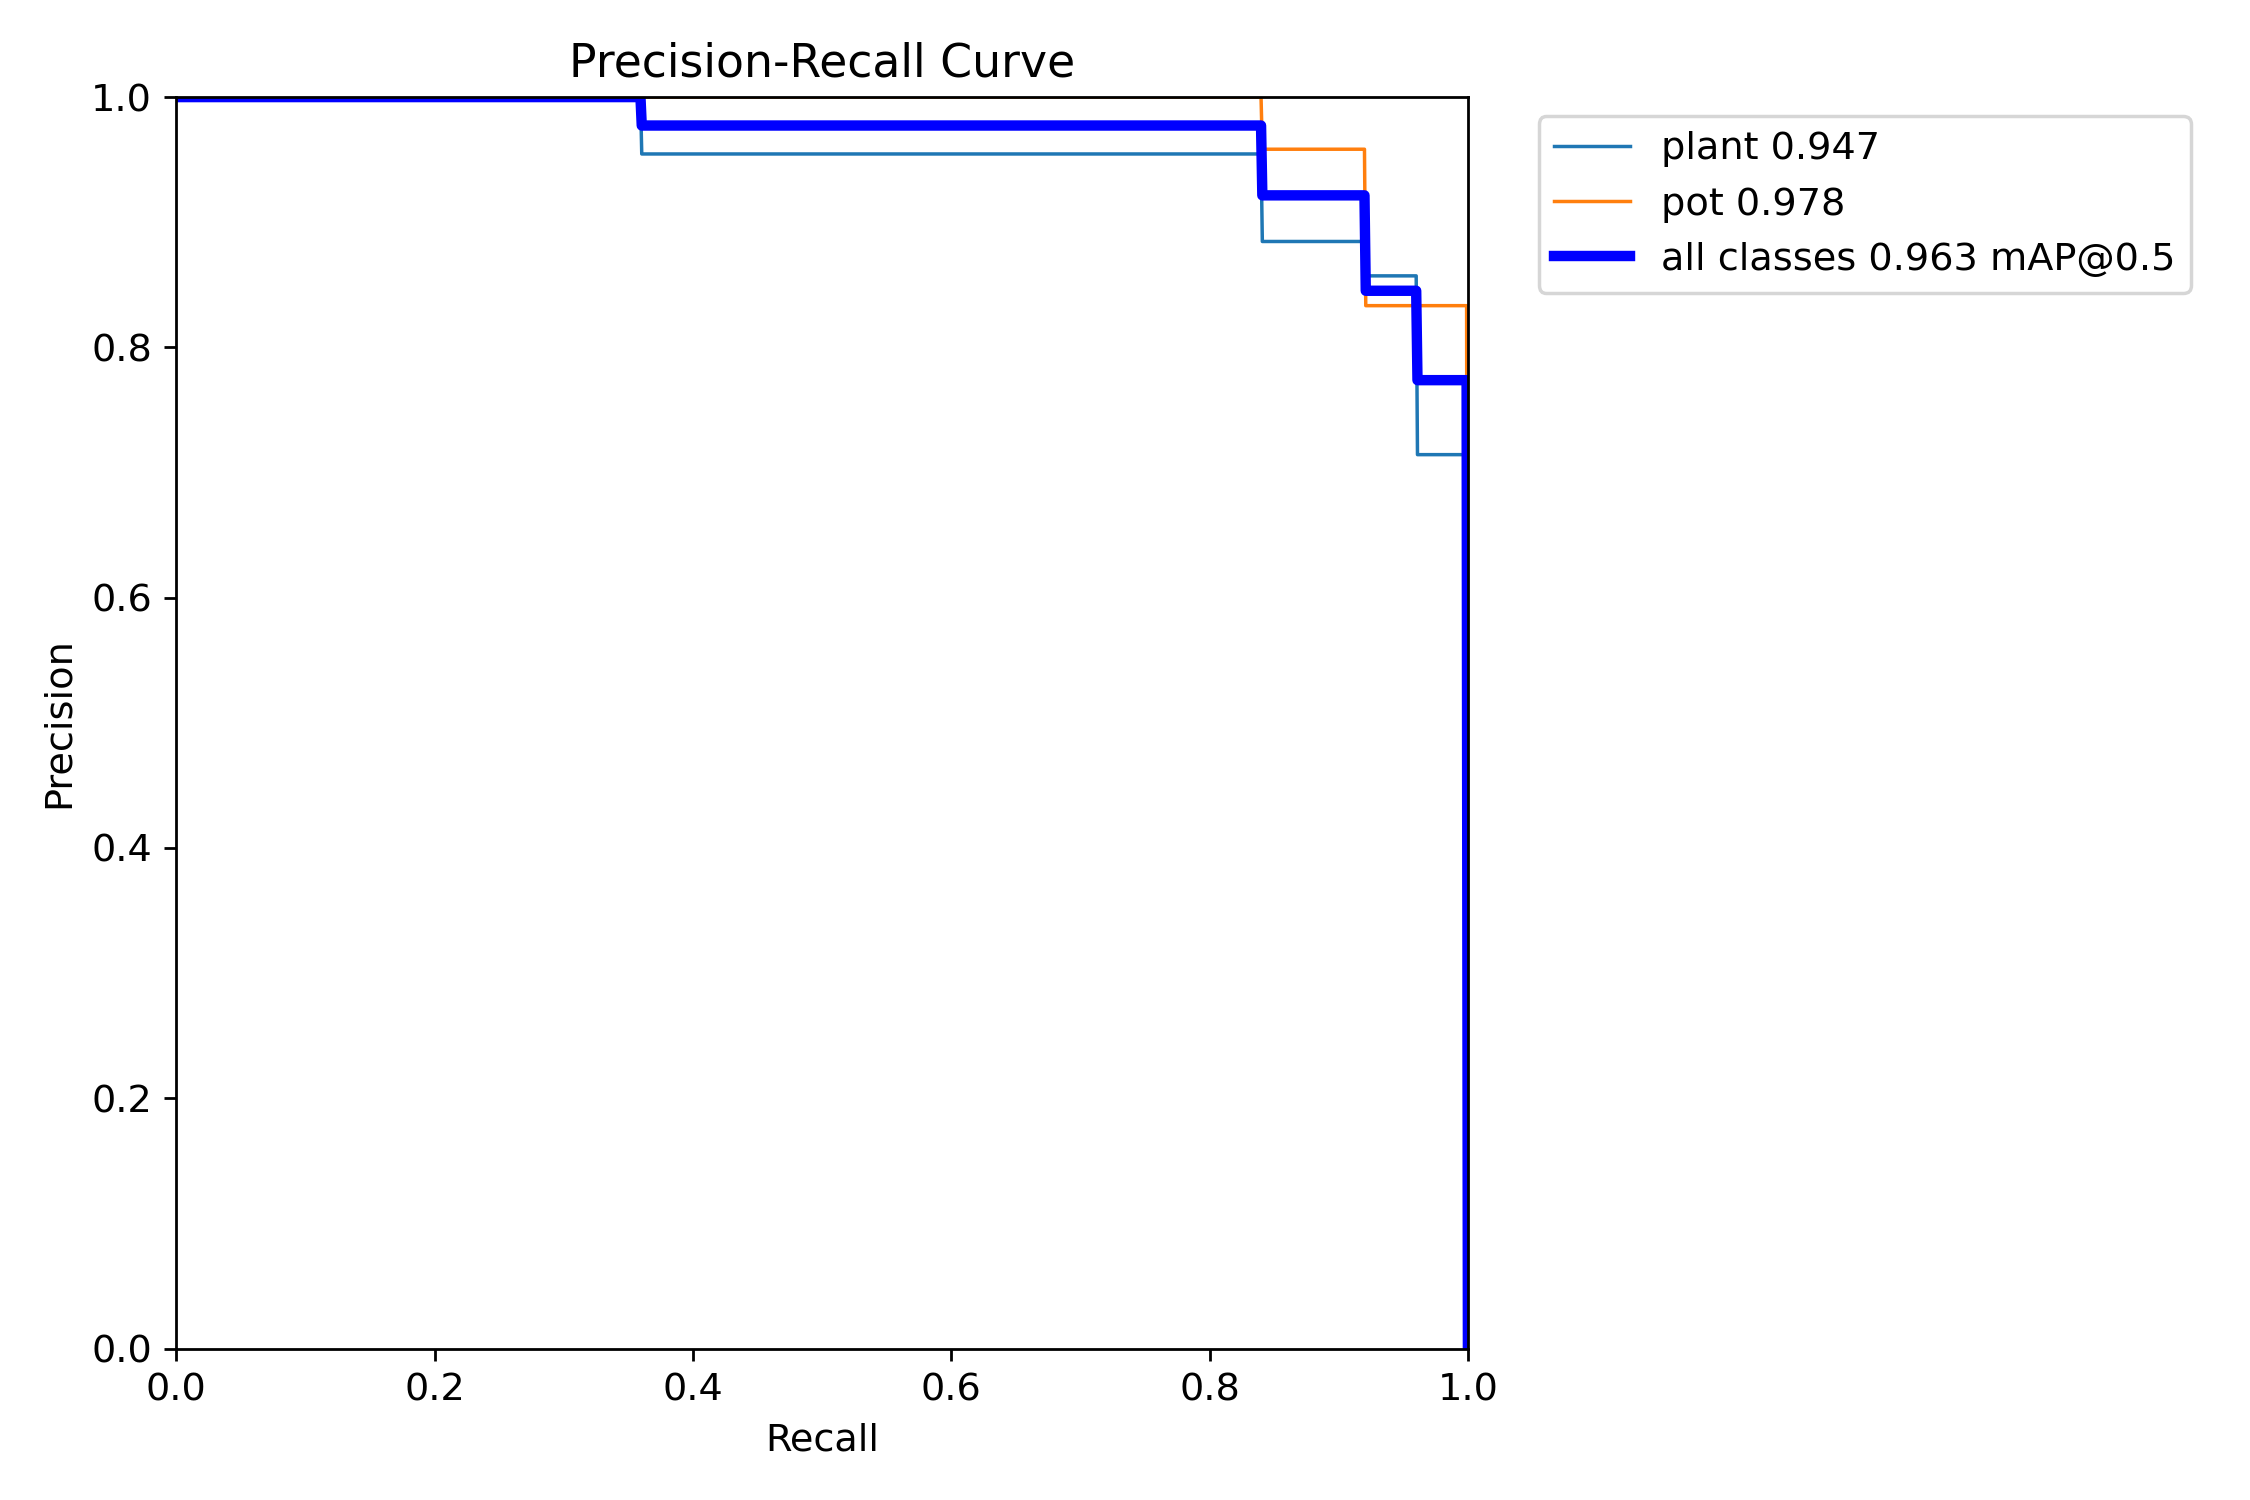 Precision-Recall Curve
1.0
0.8
0.6
0.4
0.2
0.0
Precision
0.0 0.2 0.4 0.6 0.8 1.0
Recall
plant 0.947
pot 0.978
all classes 0.963 mAP@0.5